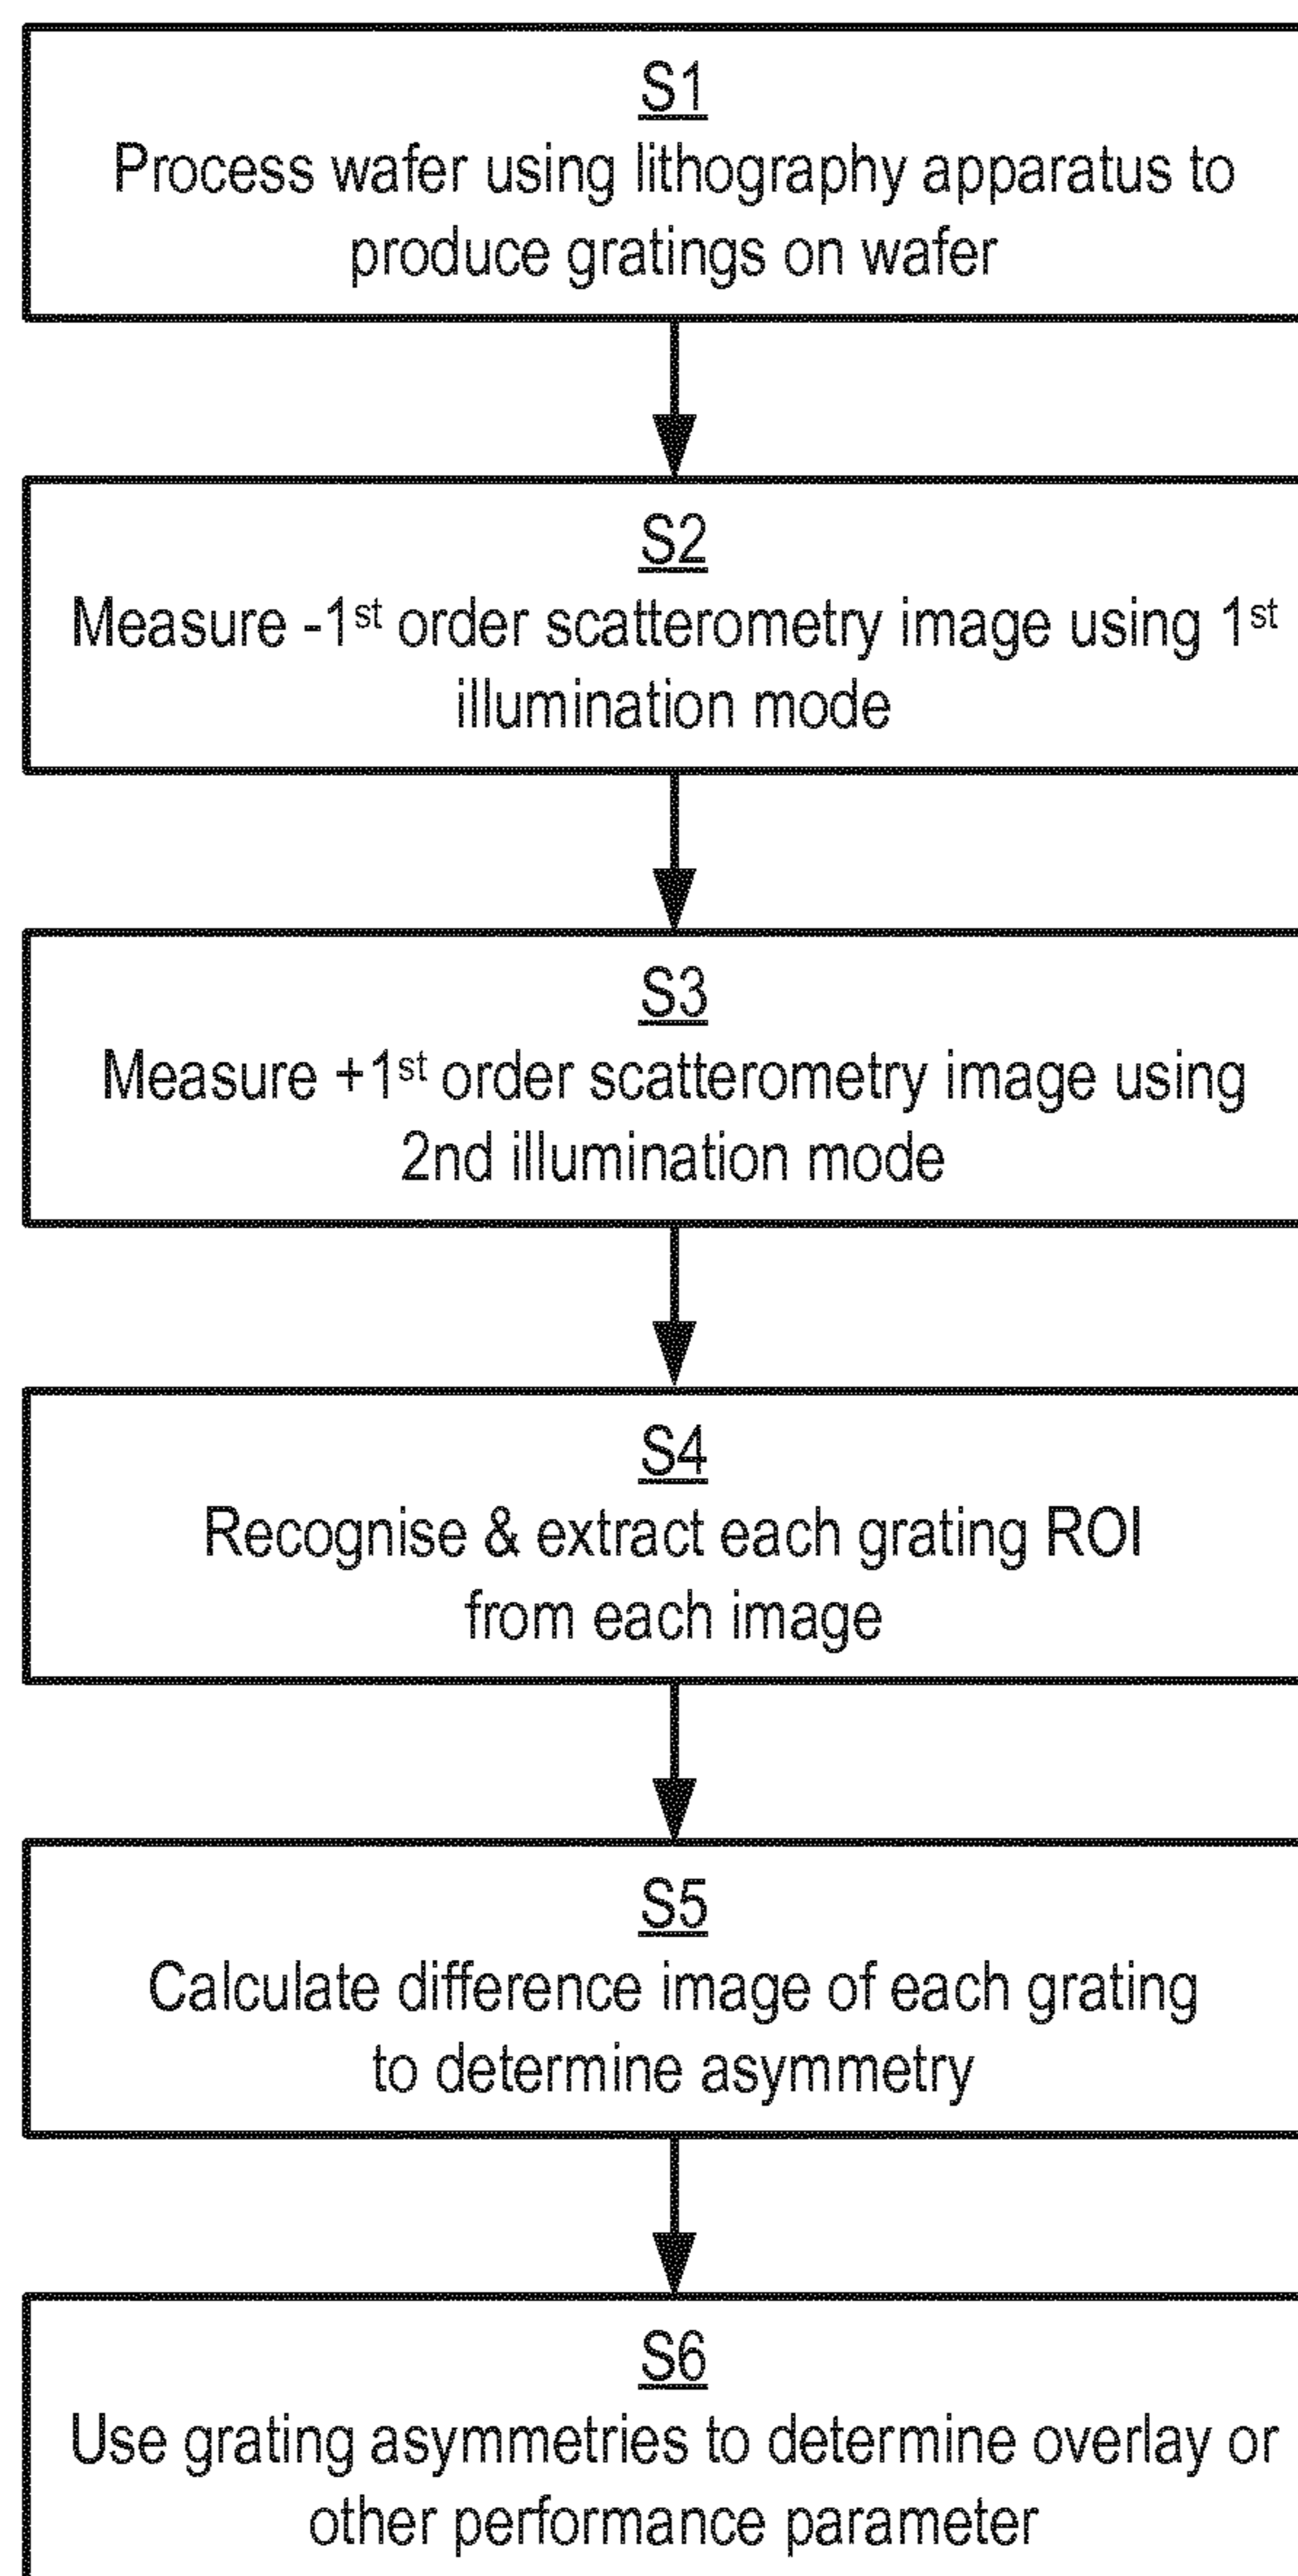 S1
Process wafer using lithography apparatus to
produce gratings on wafer
S2
Measure -1st order scatterometry image using 1st
illumination mode
S3
Measure +1st order scatterometry image using
2nd illumination mode
S4
Recognise & extract each grating ROI
from each image
S5
Calculate difference image of each grating
to determine asymmetry
S6
Use grating asymmetries to determine overlay or
other performance parameter